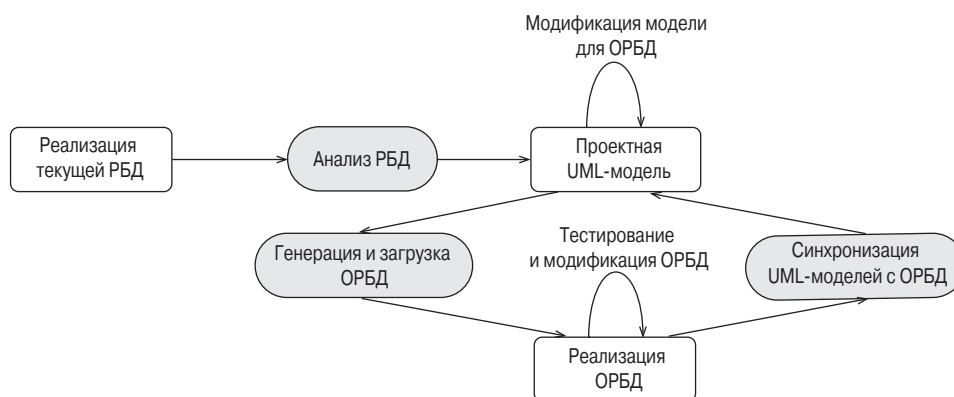 Модификация модели
для ОРБД
Реализация
текущей РБД
Анализ РБД
Проектная
UML-модель
Генерация и загрузка
ОРБД
Тестирование
и модификация ОРБД
Синхронизация
UML-моделей с ОРБД
Реализация
ОРБД